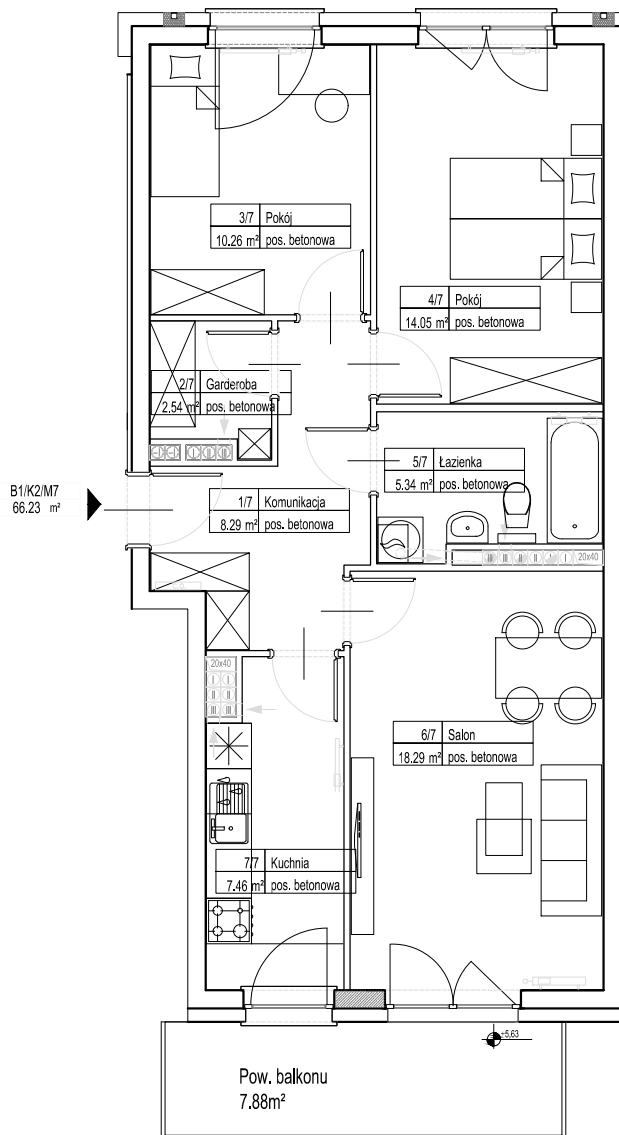 3/7 Pokój
10.26 m² pos. betonowa
4/7 Pokój
14.05 m² pos. betonowa
2/7 Garderoba
2.54 m² pos. betonowa
5/7 Łazienka
5.34 m² pos. betonowa
B1/K2/M7
66.23 m²
1/7 Komunikacja
8.29 m² pos. betonowa
20x40
20x40
6/7 Salon
18.29 m² pos. betonowa
7/7 Kuchnia
7.46 m² pos. betonowa
+5,63
Pow. balkonu
7.88m²